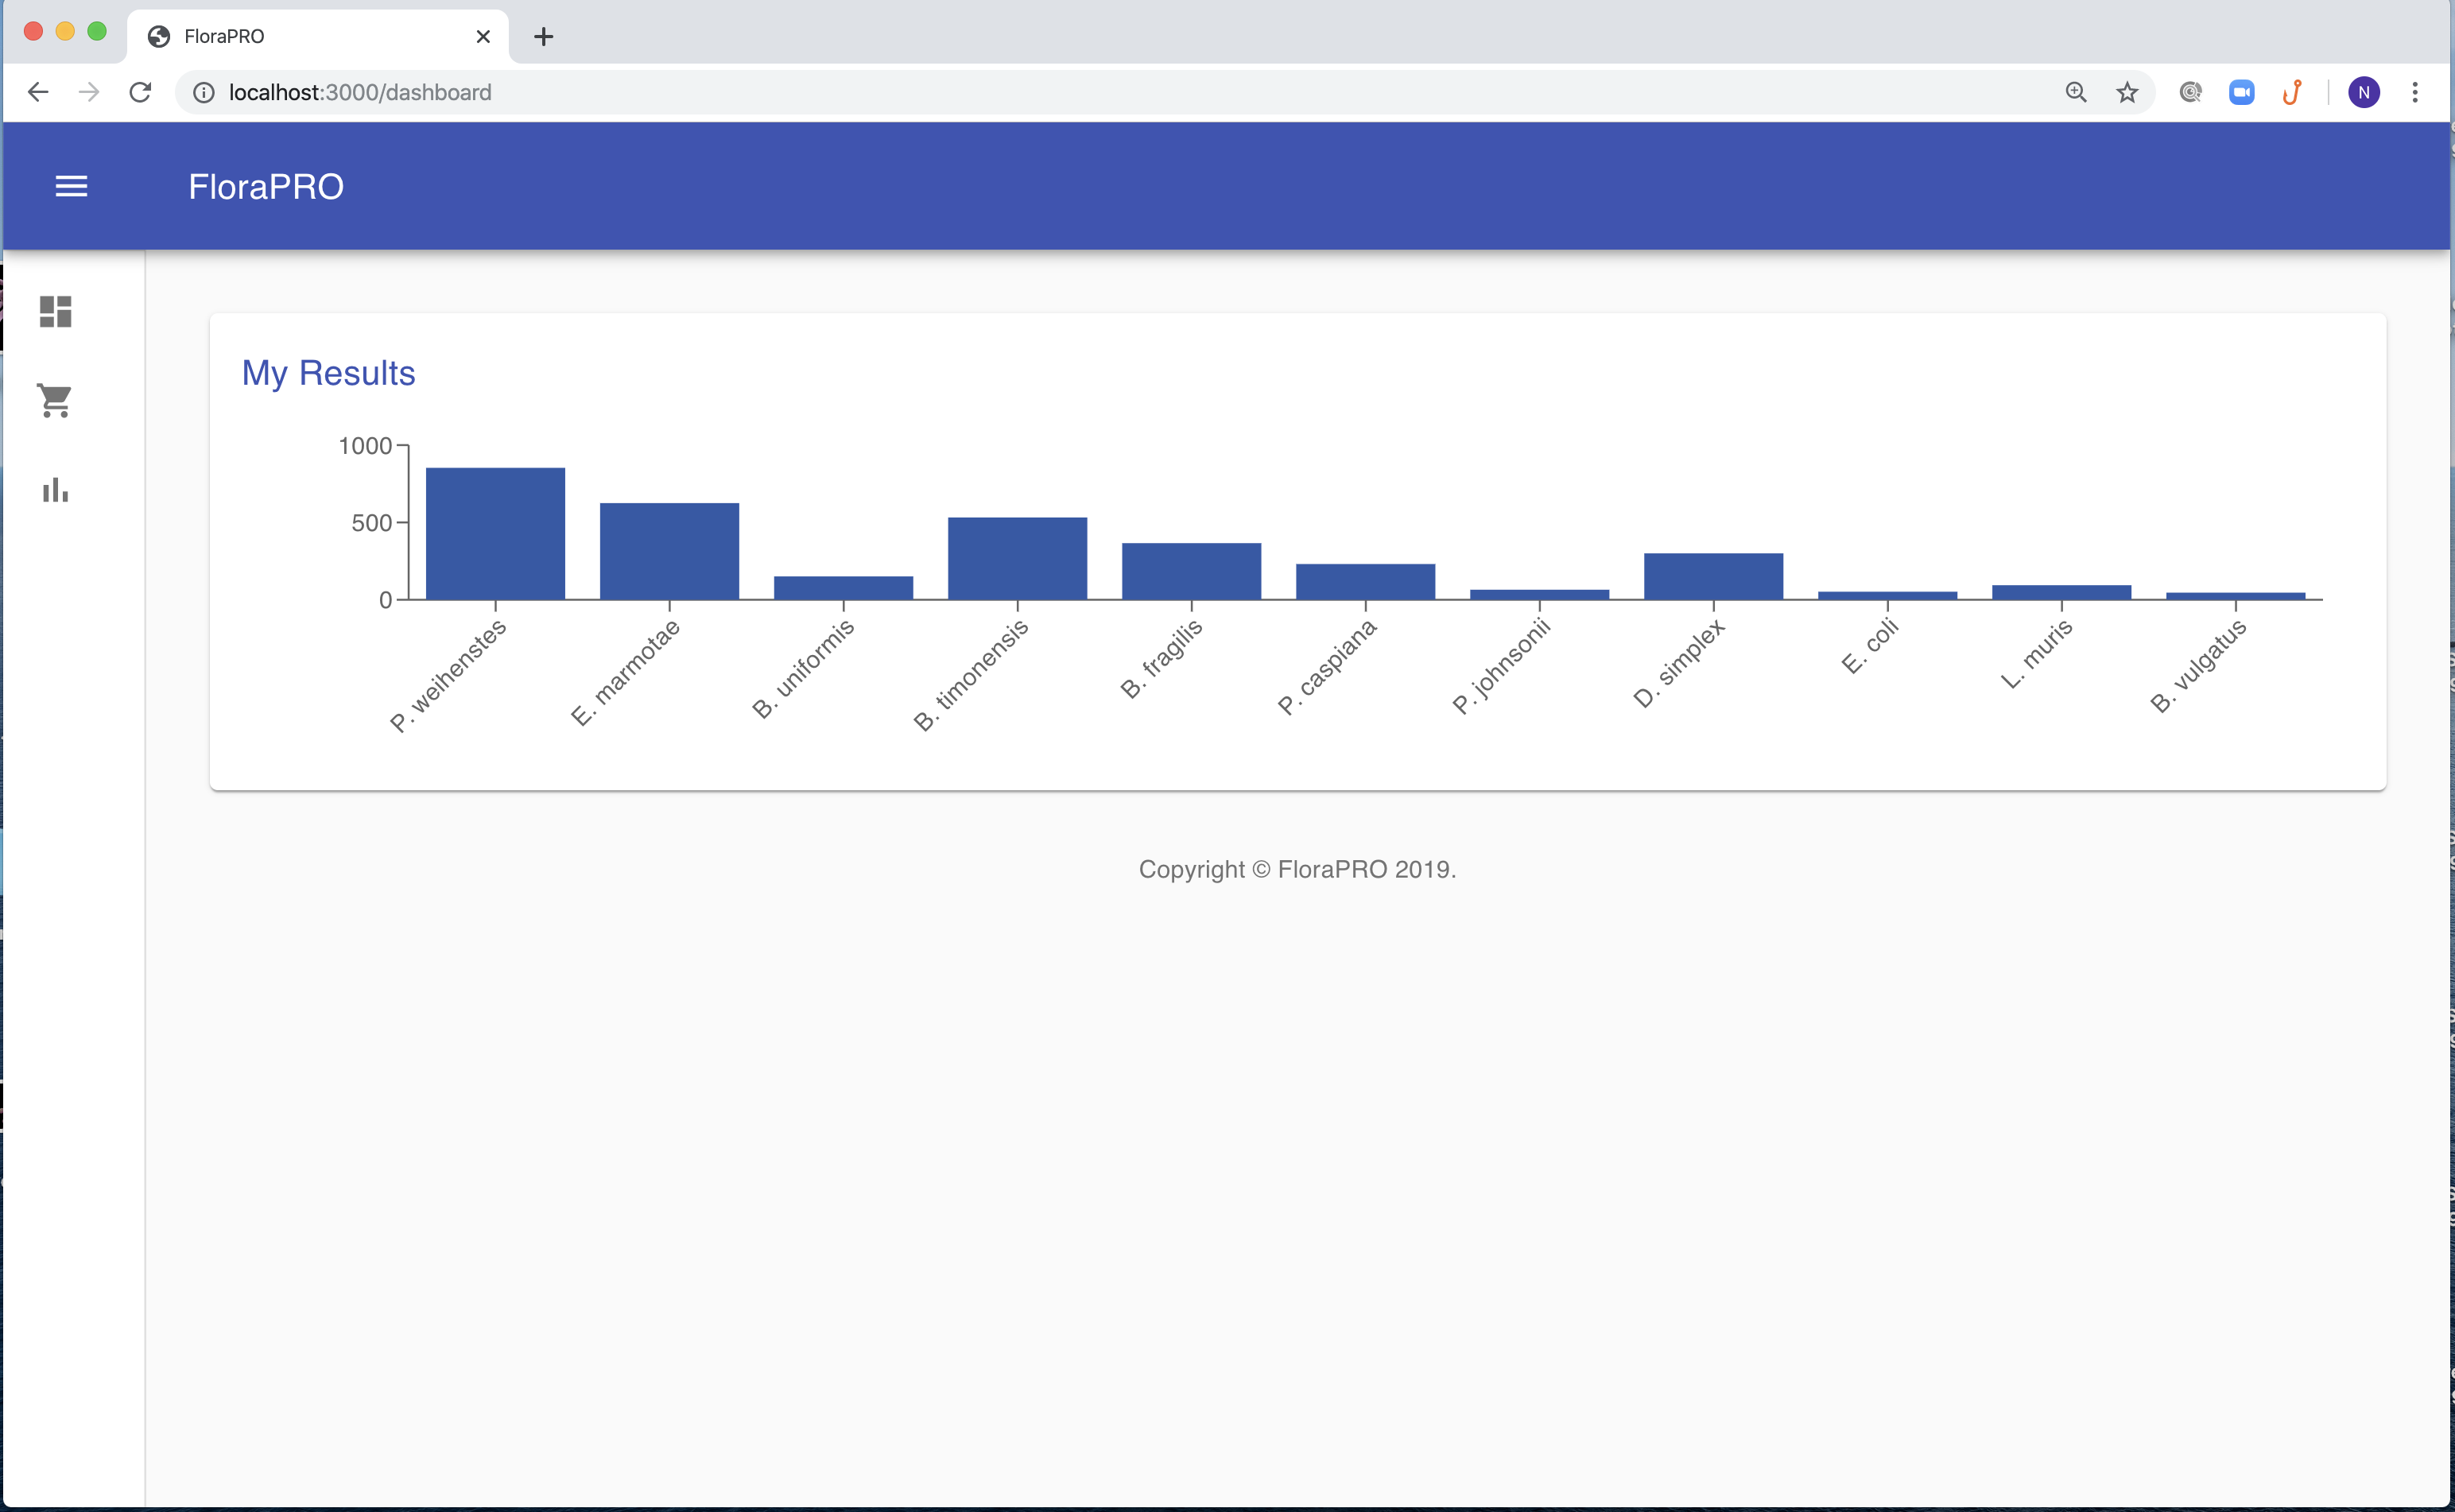 FloraPRO
localhost:3000/dashboard
N
FloraPRO
My Results
1000
500
0
P. weihenstes
E. marmotae
B. uniformis
B. timonensis
B. fragilis
P. caspiana
P. johnsonii
D. simplex
E. coli
L. muris
B. vulgatus
Copyright © FloraPRO 2019.